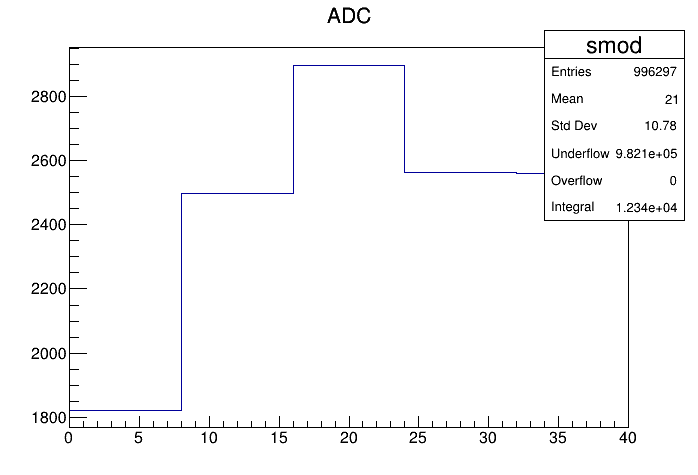 ADC
smod
Entries 996297
Mean 21
Std Dev 10.78
Underflow 9.821e+05
Overflow 0
Integral 1.234e+04
2800
2600
2400
2200
2000
1800
0 5 10 15 20 25 30 35 40